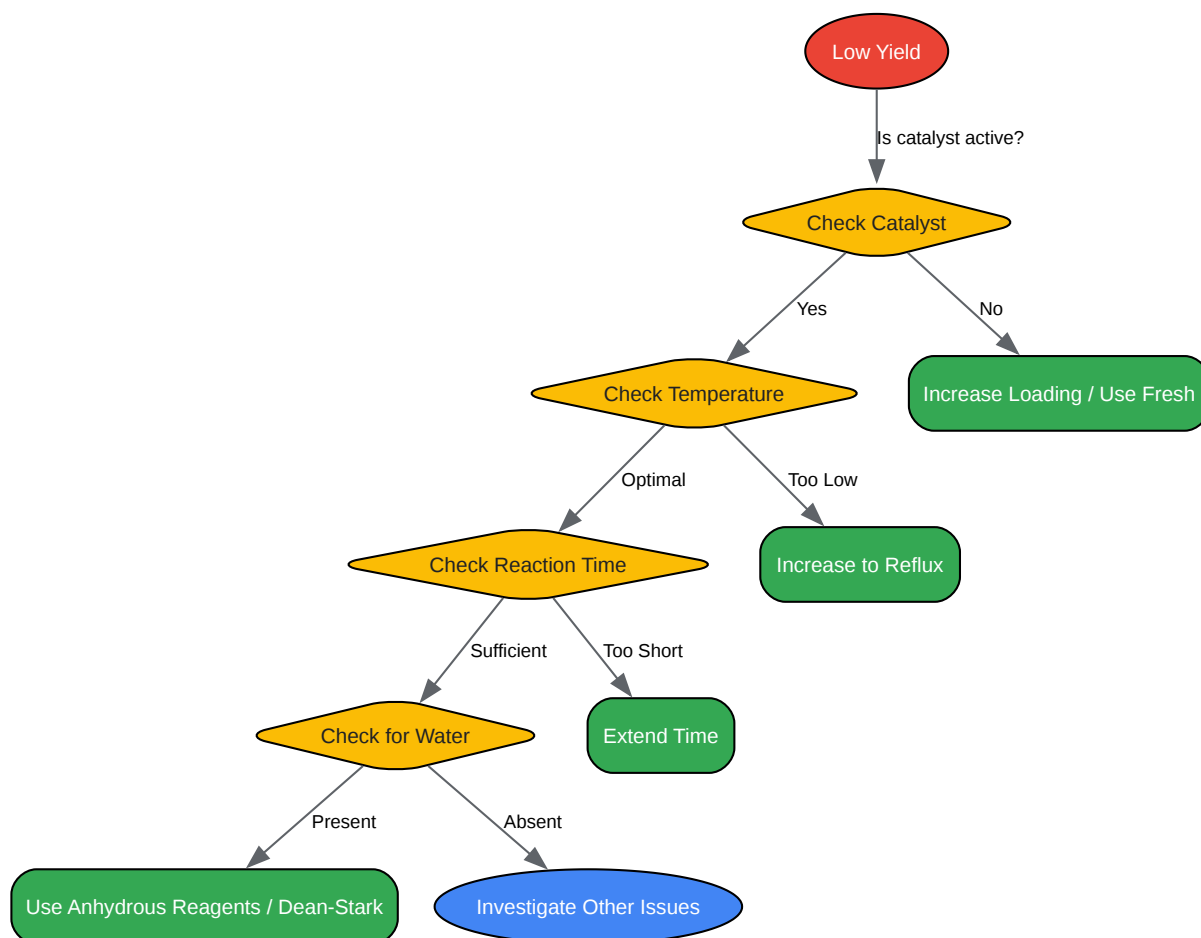 Low Yield
Is catalyst active?
Check Catalyst
Yes
No
Check Temperature
Increase Loading / Use Fresh
Optimal
Too Low
Check Reaction Time
Increase to Reflux
Sufficient
Too Short
Check for Water
Extend Time
Present
Absent
Use Anhydrous Reagents / Dean-Stark
Investigate Other Issues